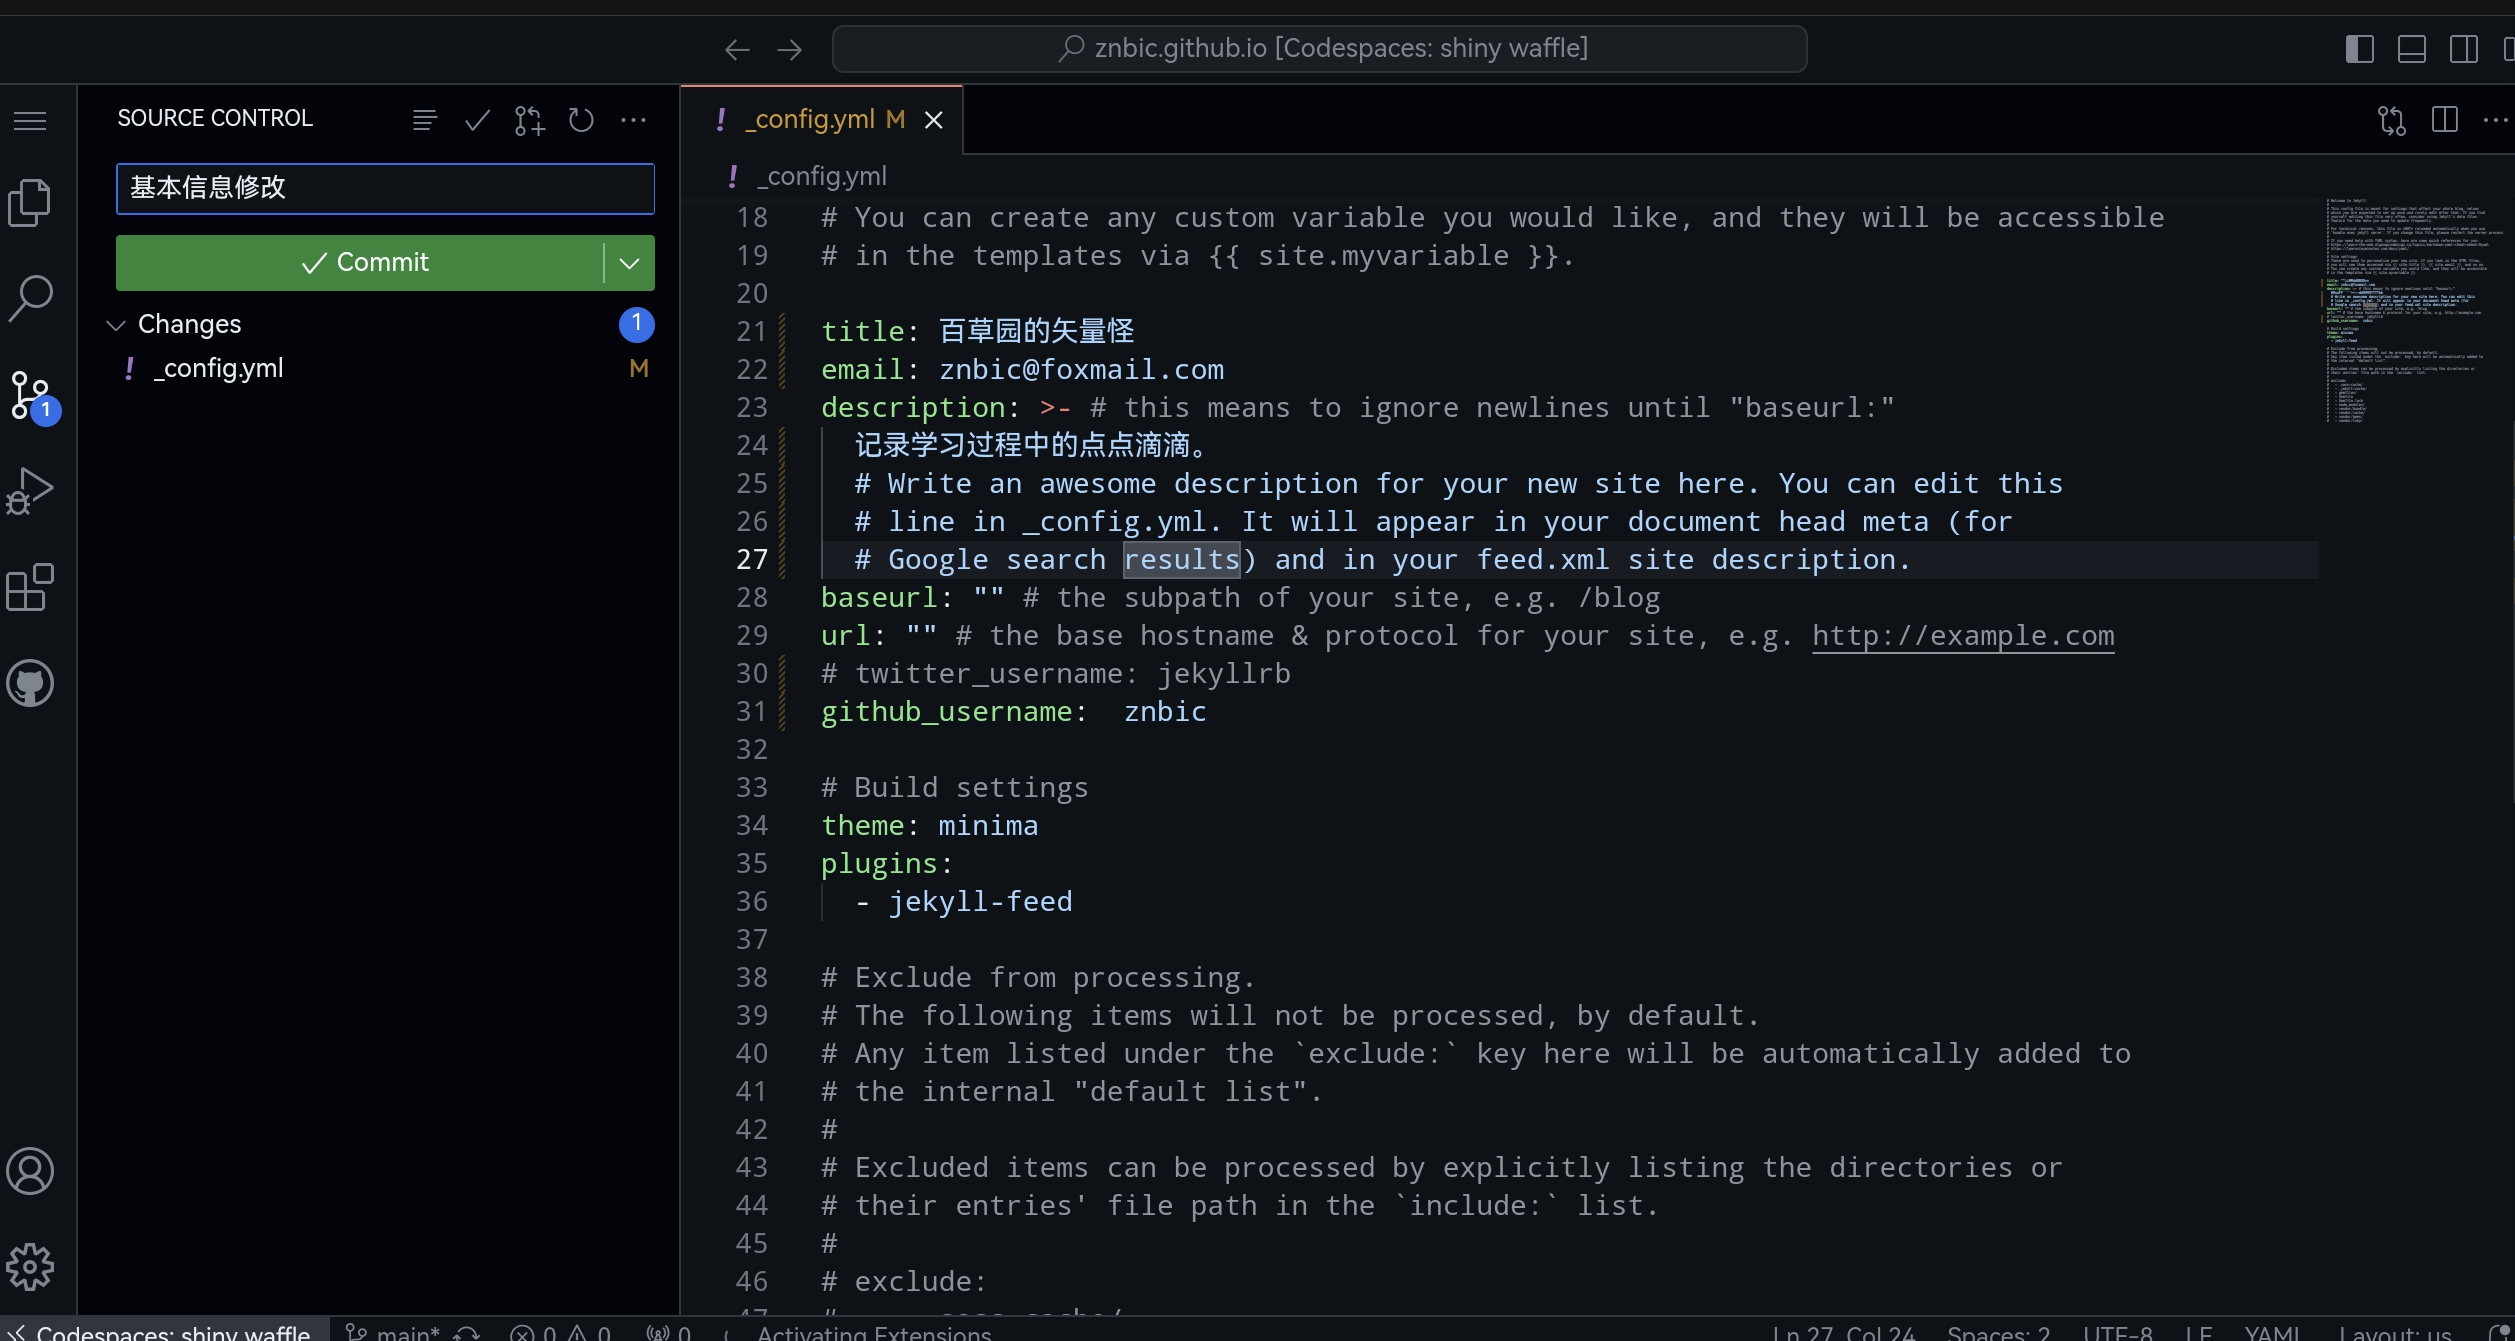 znbic.github.io [Codespaces: shiny waffle]
SOURCE CONTROL
基本信息修改
Commit
Changes
1
_config.yml
M
1
_config.yml M
_config.yml
18 # You can create any custom variable you would like, and they will be accessible
19 # in the templates via {{ site.myvariable }}.
20
21 title: 百草园的矢量怪
22 email: znbic@foxmail.com
23 description: >- # this means to ignore newlines until "baseurl:"
24 记录学习过程中的点点滴滴。
25 # Write an awesome description for your new site here. You can edit this
26 # line in _config.yml. It will appear in your document head meta (for
27 # Google search results) and in your feed.xml site description.
28 baseurl: "" # the subpath of your site, e.g. /blog
29 url: "" # the base hostname & protocol for your site, e.g. http://example.com
30 # twitter_username: jekyllrb
31 github_username:  znbic
32
33 # Build settings
34 theme: minima
35 plugins:
36 - jekyll-feed
37
38 # Exclude from processing.
39 # The following items will not be processed, by default.
40 # Any item listed under the `exclude:` key here will be automatically added to
41 # the internal "default list".
42 #
43 # Excluded items can be processed by explicitly listing the directories or
44 # their entries' file path in the `include:` list.
45 #
46 # exclude:
Codespaces: shiny waffle
main*
0
0
0
Activating Extensions
Ln 27, Col 24
Spaces: 2
UTF-8
LF
YAML
Layout: us